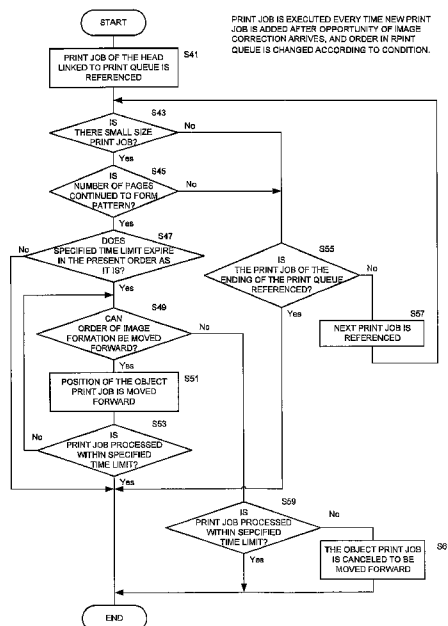 START
PRINT JOB IS EXECUTED EVERY TIME NEW PRINT
JOB IS ADDED AFTER OPPORTUNITY OF IMAGE
CORRECTION ARRIVES, AND ORDER IN RPINT
QUEUE IS CHANGED ACCORDING TO CONDITION.
S41
PRINT JOB OF THE HEAD
LINKED TO PRINT QUEUE IS
REFERENCED
S43
IS
THERE SMALL SIZE
PRINT JOB?
No
Yes
S45
IS
NUMBER OF PAGES
CONTINUED TO FORM
PATTERN?
No
Yes
S47
DOES
SPECIFIED TIME LIMIT EXPIRE
IN THE PRESENT ORDER AS
IT IS?
No
Yes
S55
IS
THE PRINT JOB OF THE
ENDING OF THE PRINT QUEUE
REFERENCED?
No
Yes
S57
NEXT PRINT JOB IS
REFERENCED
S49
CAN
ORDER OF IMAGE
FORMATION BE MOVED
FORWARD?
No
Yes
S51
POSITION OF THE OBJECT
PRINT JOB IS MOVED
FORWARD
S53
IS
PRINT JOB PROCESSED
WITHIN SPECIFIED
TIME LIMIT?
No
Yes
S59
IS
PRINT JOB PROCESSED
WITHIN SEPCIFIED
TIME LIMIT?
No
Yes
S6
THE OBJECT PRINT JOB
IS CANCELED TO BE
MOVED FORWARD
END